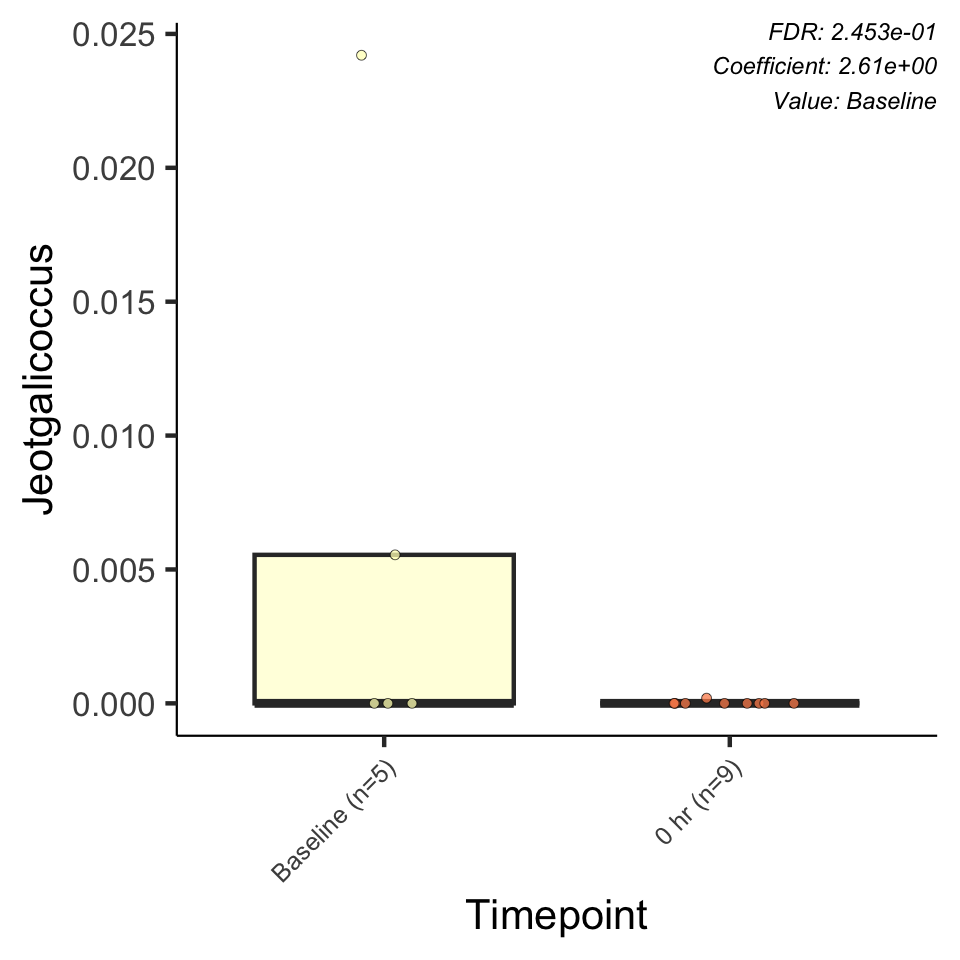 FDR: 2.453e-01
Coefficient: 2.61e+00
Value: Baseline
Jeotgalicoccus
0.025
0.020
0.015
0.010
0.005
0.000
Baseline (n=5)
0 hr (n=9)
Timepoint